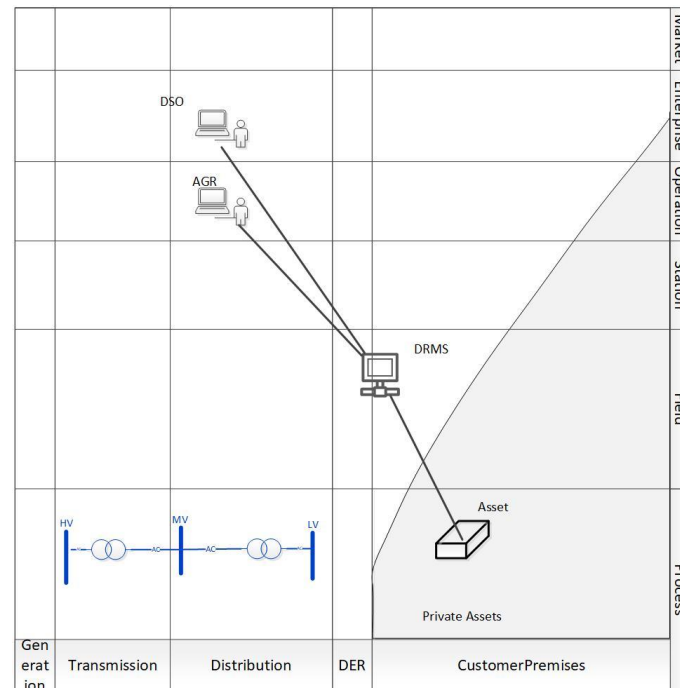 Market
Enterprise
DSO
Operation
AGR
Station
DRMS
Field
Asset
HV
MV
LV
AC
AC
Process
Private Assets
Gen
erat
ion
Transmission
Distribution
DER
CustomerPremises